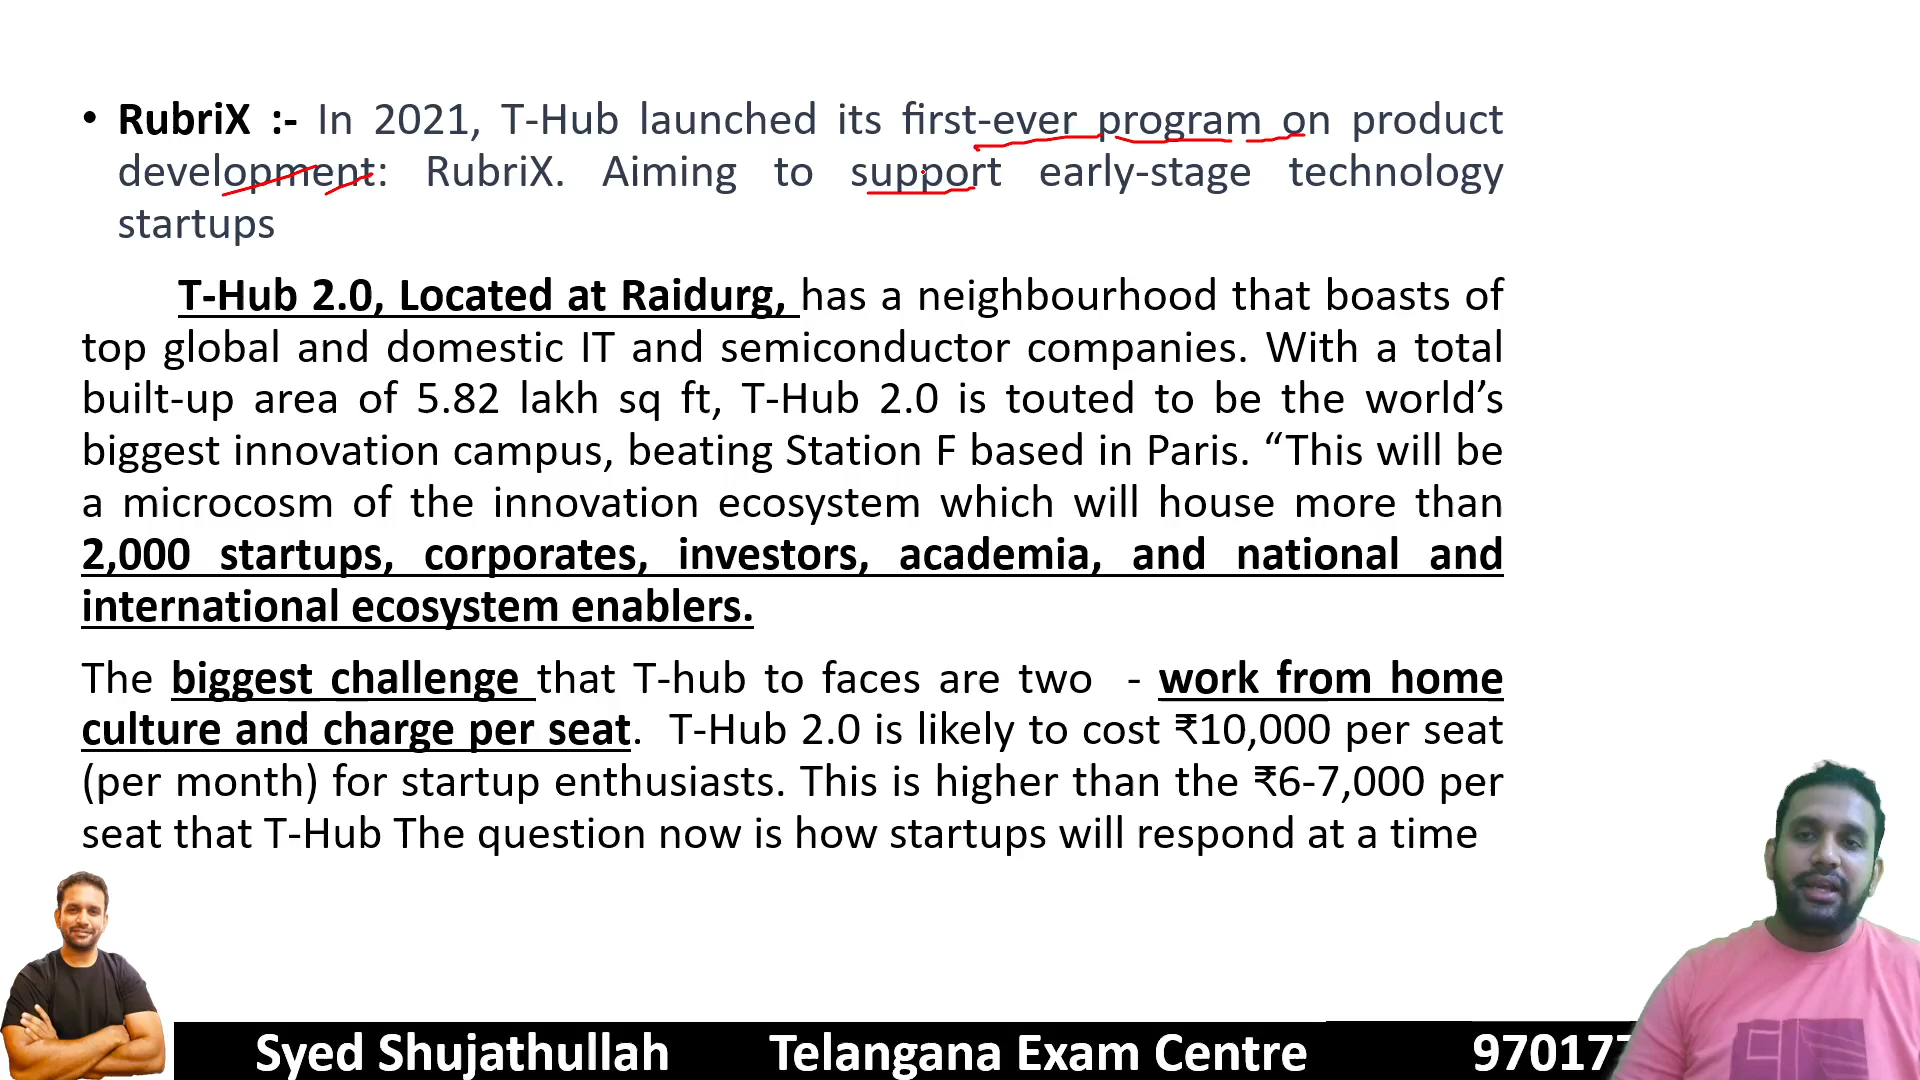 • RubriX :- In 2021, T-Hub launched its first-ever program on product
development: RubriX. Aiming to support early-stage technology
startups
T-Hub 2.0, Located at Raidurg, has a neighbourhood that boasts of
top global and domestic IT and semiconductor companies. With a total
built-up area of 5.82 lakh sq ft, T-Hub 2.0 is touted to be the world’s
biggest innovation campus, beating Station F based in Paris. “This will be
a microcosm of the innovation ecosystem which will house more than
2,000 startups, corporates, investors, academia, and national and
international ecosystem enablers.
The biggest challenge that T-hub to faces are two - work from home
culture and charge per seat. T-Hub 2.0 is likely to cost ₹10,000 per seat
(per month) for startup enthusiasts. This is higher than the ₹6-7,000 per
seat that T-Hub The question now is how startups will respond at a time
Syed Shujathullah Telangana Exam Centre 97017